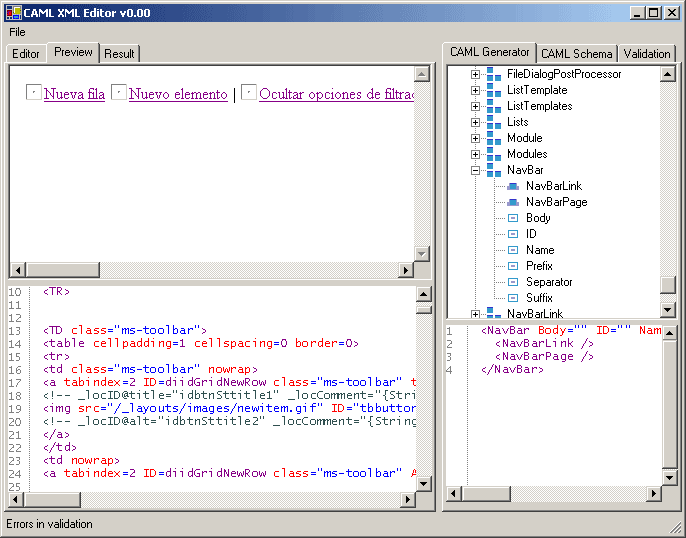 CAML XML Editor v0.00
File
Editor Preview Result
Nueva fila Nuevo elemento | Ocultar opciones de filtrac
10 <TR>
11
12
13 <TD class="ms-toolbar">
14 <table cellpadding=1 cellspacing=0 border=0>
15 <tr>
16 <td class="ms-toolbar" nowrap>
17 <a tabindex=2 ID=diidGridNewRow class="ms-toolbar" t
18 <!-- _locID@title="idbtnSttitle1" _locComment="{Stri
19 <img src="/_layouts/images/newitem.gif" ID="tbbutton
20 <!-- _locID@alt="idbtnSttitle2" _locComment="{String
21 </a>
22 </td>
23 <td nowrap>
24 <a tabindex=2 ID=diidGridNewRow class="ms-toolbar" A
25
CAML Generator CAML Schema Validation
FileDialogPostProcessor
ListTemplate
ListTemplates
Lists
Module
Modules
NavBar
NavBarLink
NavBarPage
Body
ID
Name
Prefix
Separator
Suffix
NavBarLink
1 <NavBar Body="" ID="" Nam
2 <NavBarLink />
3 <NavBarPage />
4 </NavBar>
Errors in validation